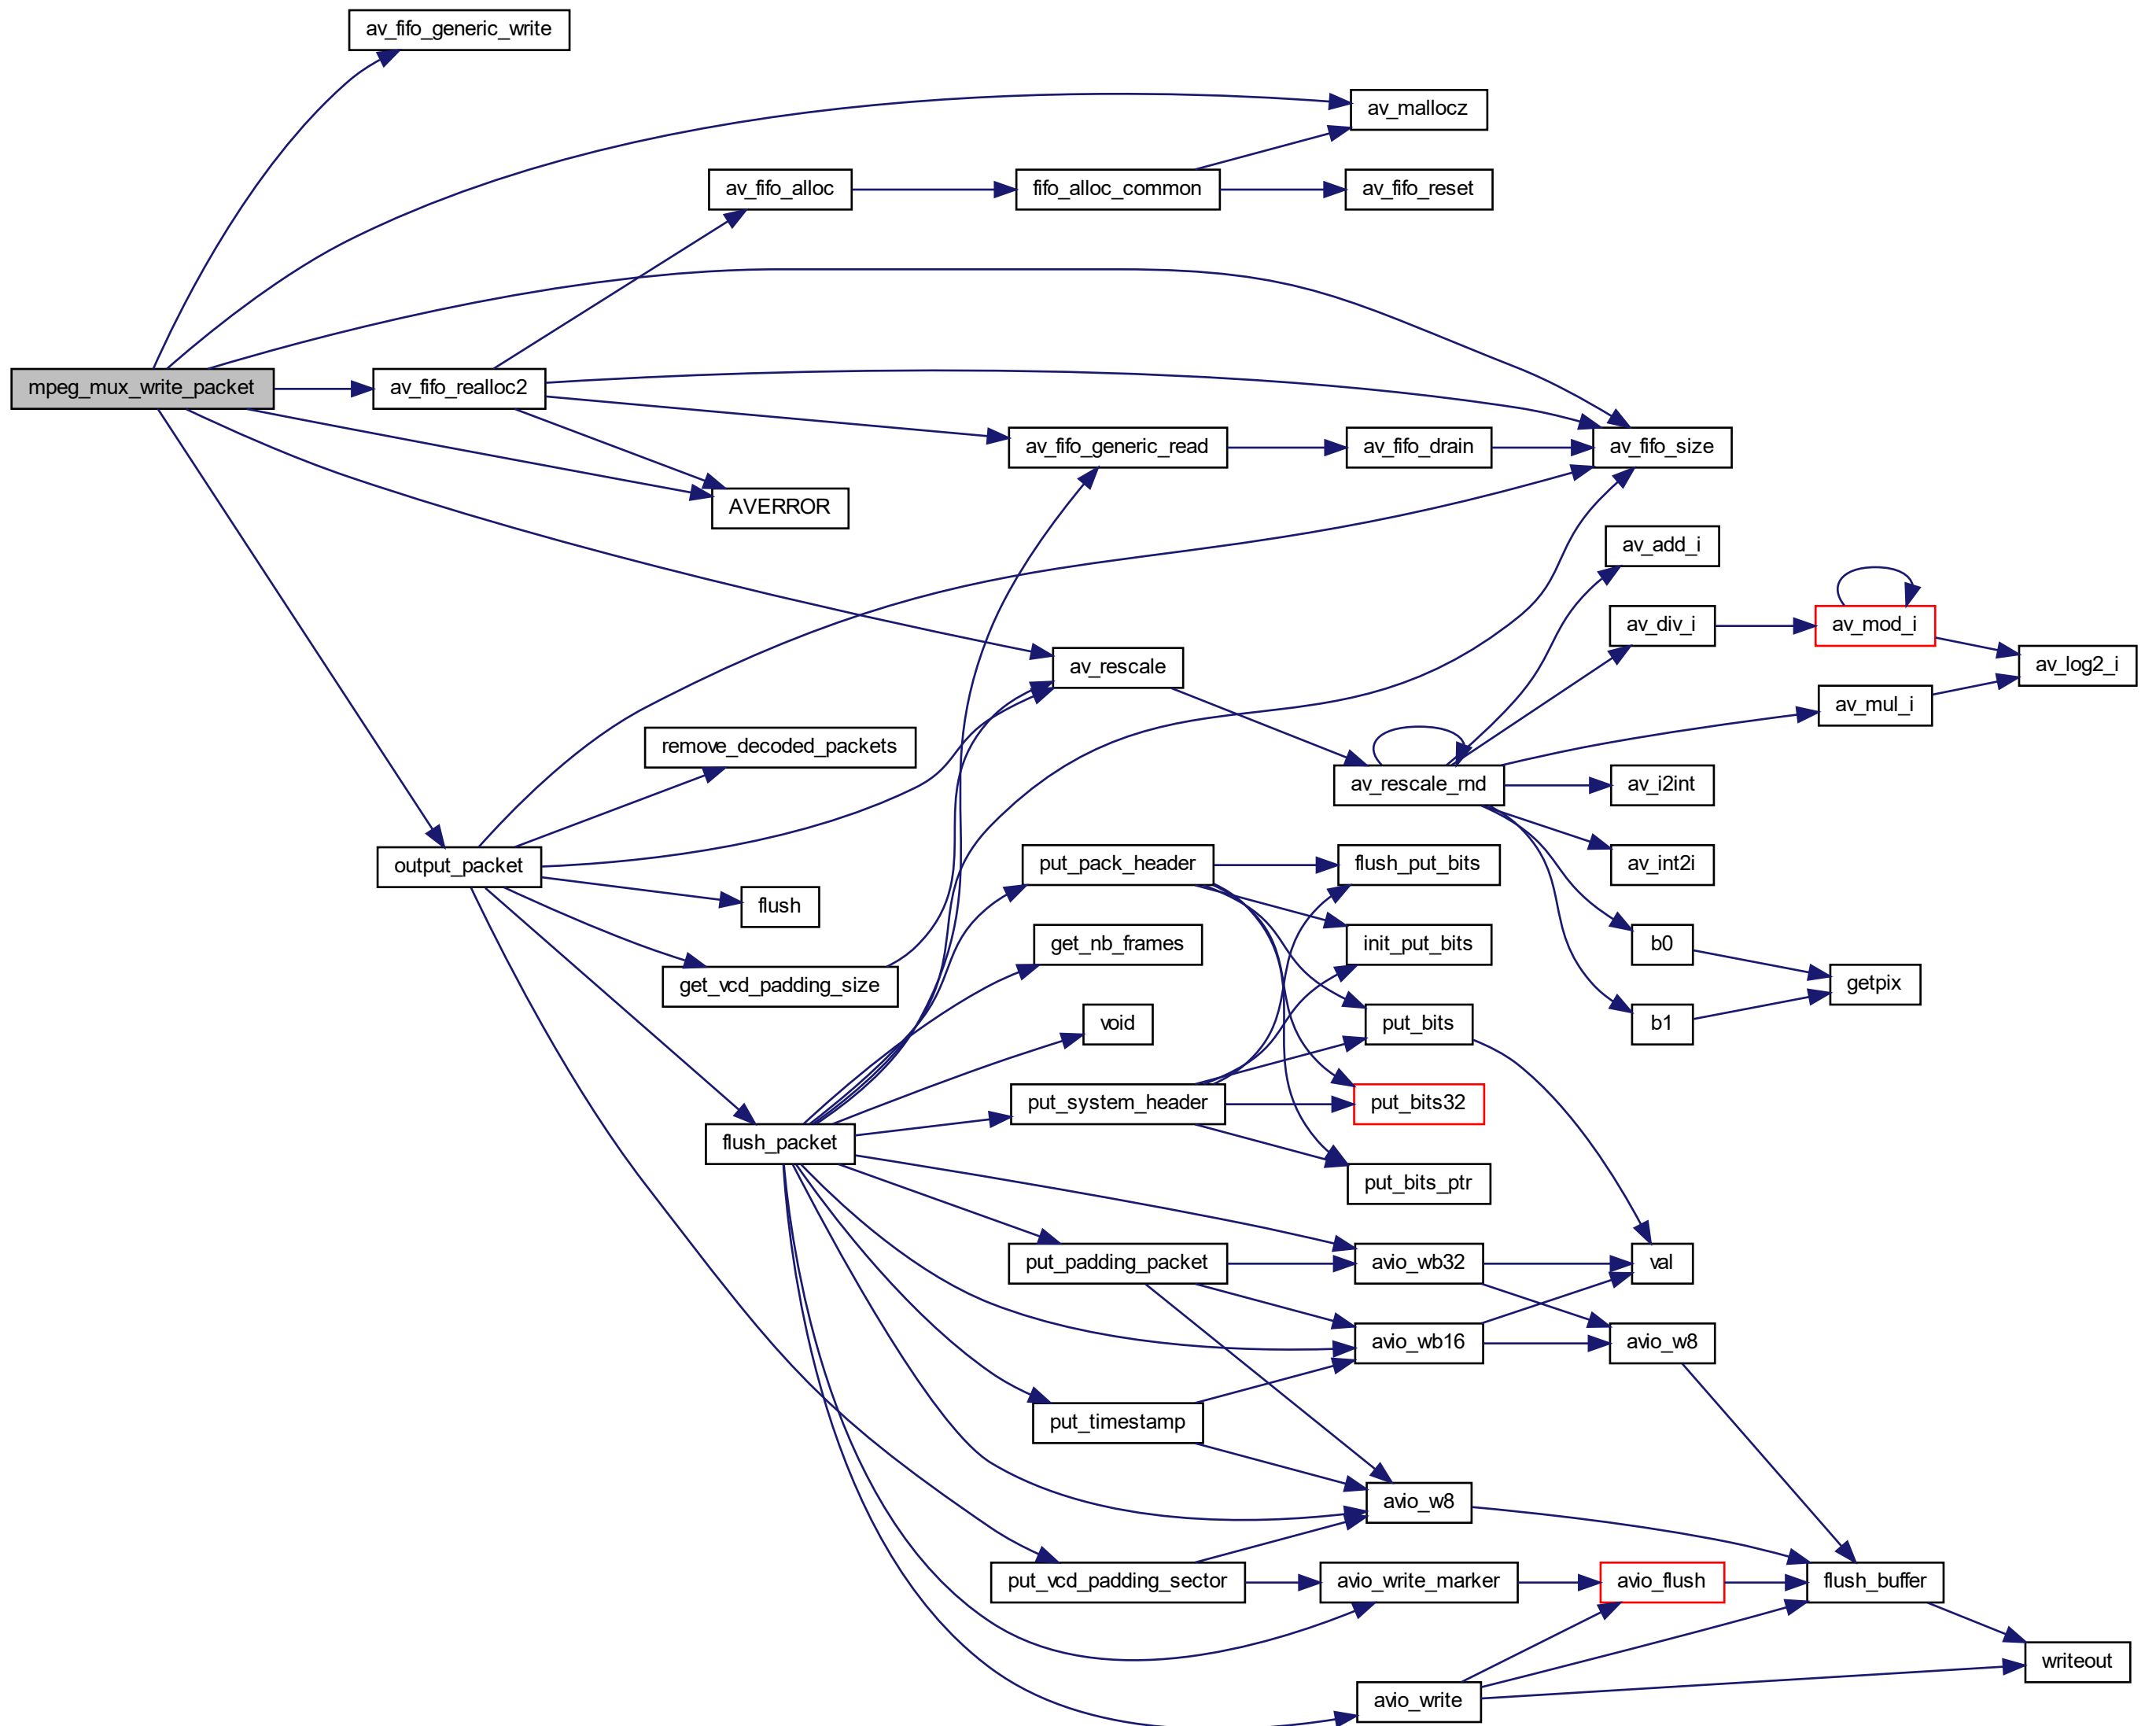 av_fifo_generic_write
av_mallocz
av_fifo_alloc
fifo_alloc_common
av_fifo_reset
mpeg_mux_write_packet
av_fifo_realloc2
av_fifo_generic_read
av_fifo_drain
av_fifo_size
AVERROR
av_add_i
av_div_i
av_mod_i
av_log2_i
av_rescale
av_mul_i
remove_decoded_packets
av_rescale_rnd
av_i2int
output_packet
put_pack_header
flush_put_bits
av_int2i
flush
get_nb_frames
init_put_bits
b0
get_vcd_padding_size
getpix
void
put_bits
b1
put_system_header
put_bits32
flush_packet
put_bits_ptr
put_padding_packet
avio_wb32
val
avio_wb16
avio_w8
put_timestamp
avio_w8
put_vcd_padding_sector
avio_write_marker
avio_flush
flush_buffer
writeout
avio_write